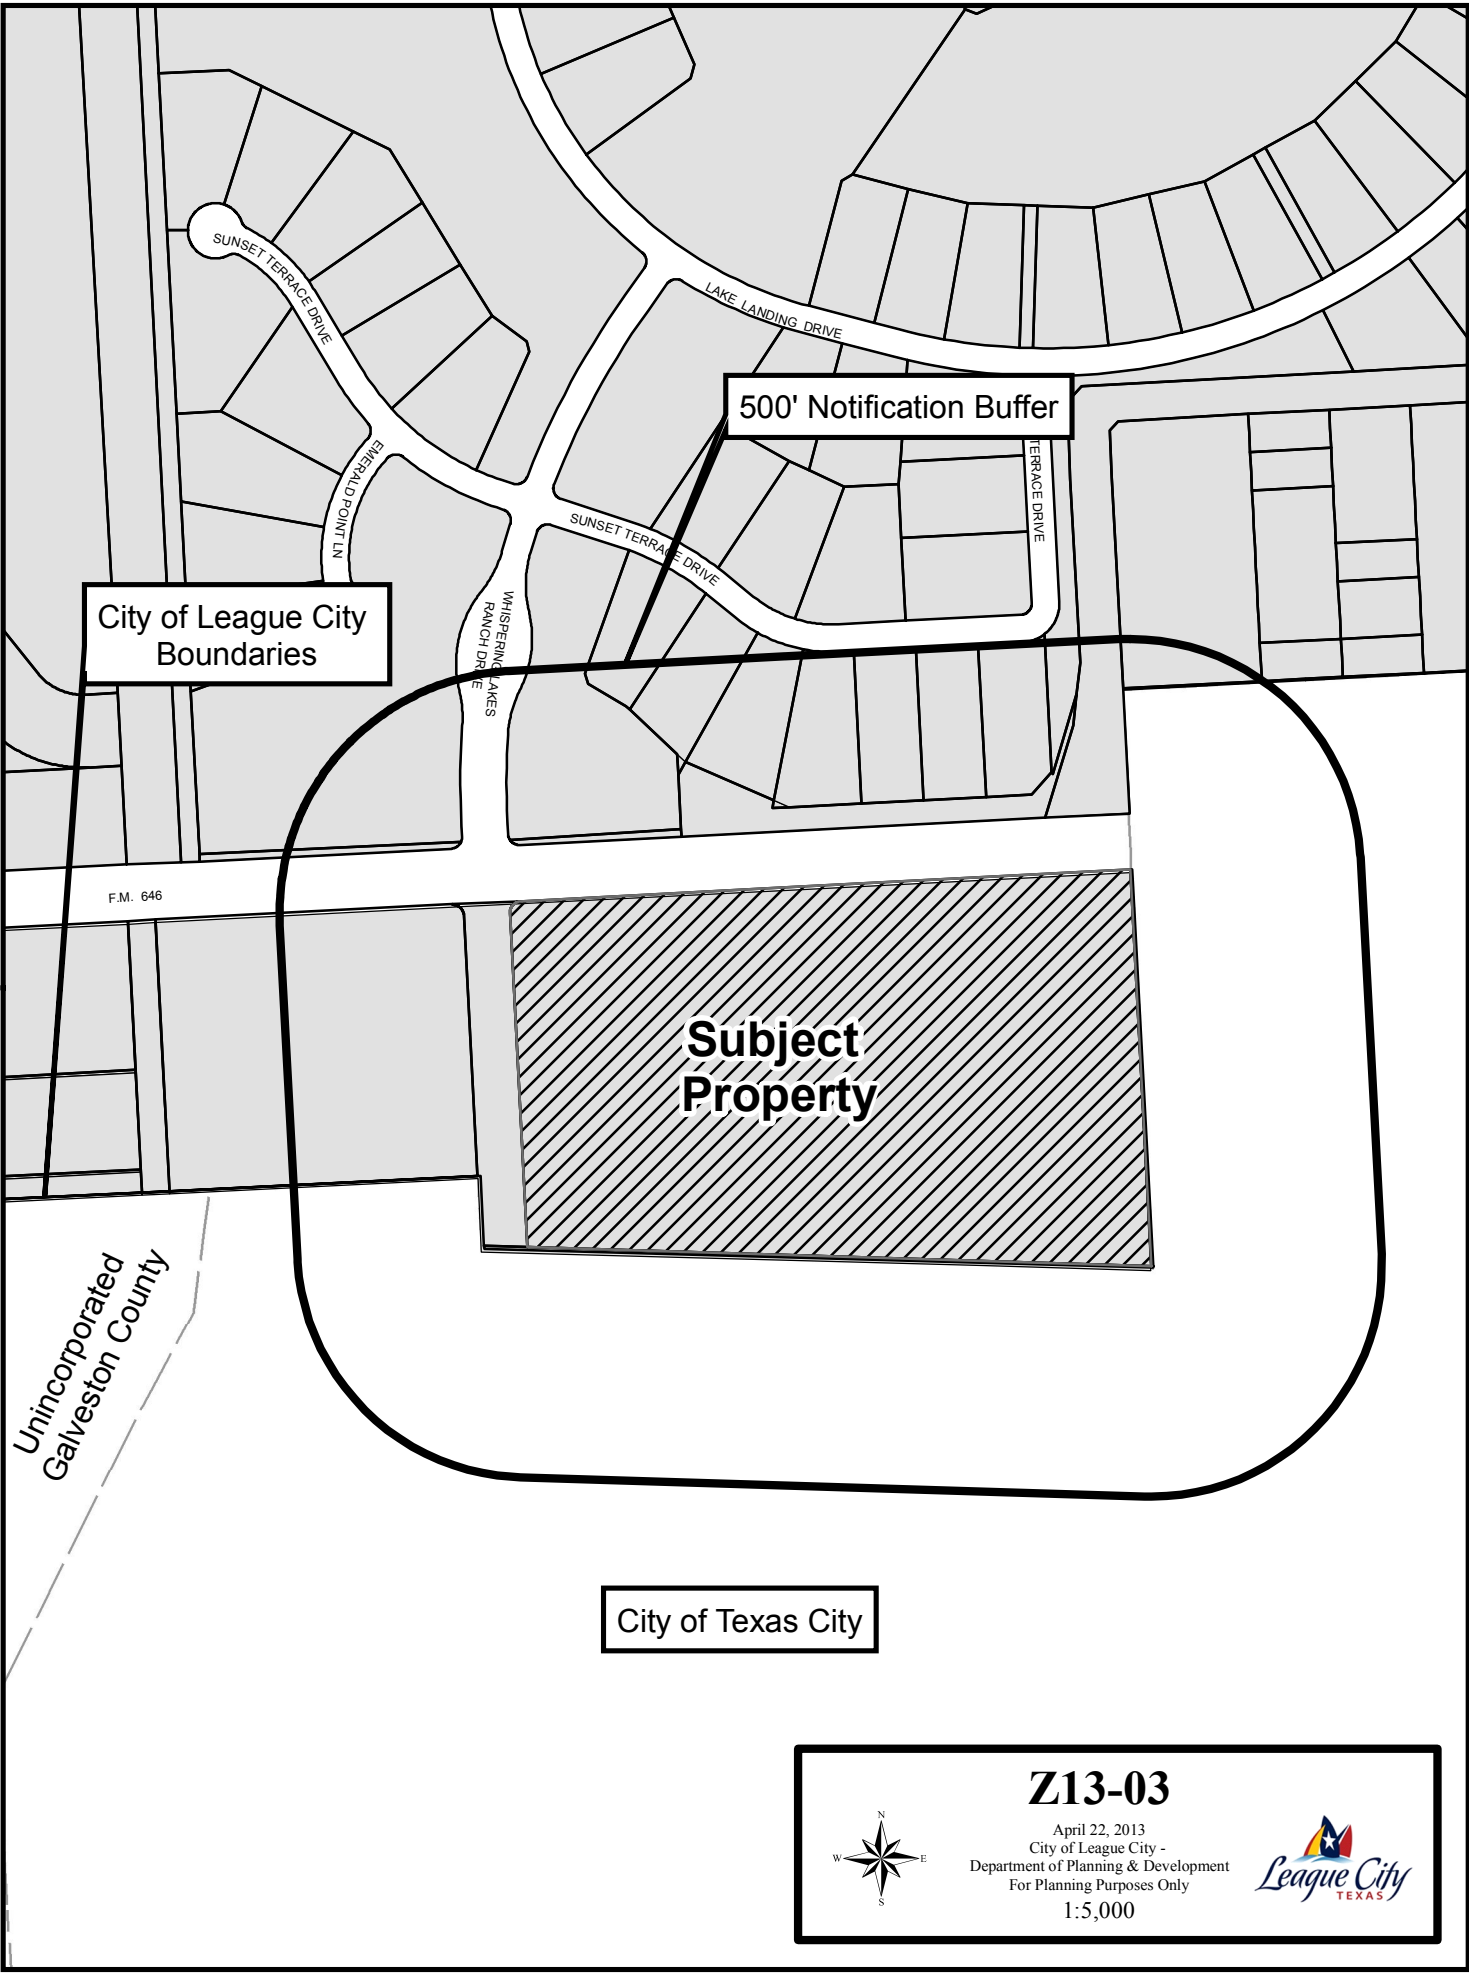 SUNSET TERRACE DRIVE
LAKE LANDING DRIVE
500' Notification Buffer
EMERALD POINT LN
SUNSET TERRACE DRIVE
TERRACE DRIVE
City of League City
Boundaries
WHISPERING LAKES
RANCH DRIVE
F.M. 646
Subject
Property
Unincorporated
Galveston County
City of Texas City
Z13-03
April 22, 2013
City of League City -
Department of Planning & Development
For Planning Purposes Only
1:5,000
N
W
E
S
League City
TEXAS